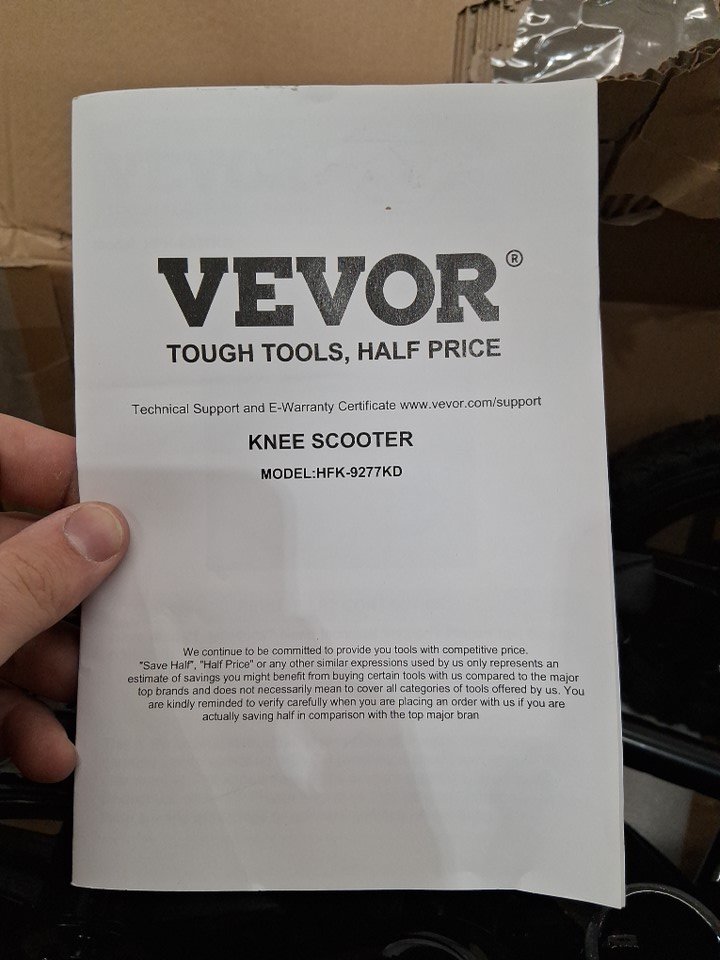 VEVOR®
TOUGH TOOLS, HALF PRICE
Technical Support and E-Warranty Certificate www.vevor.com/support
KNEE SCOOTER
MODEL:HFK-9277KD
We continue to be committed to provide you tools with competitive price.
"Save Half", "Half Price" or any other similar expressions used by us only represents an
estimate of savings you might benefit from buying certain tools with us compared to the major
top brands and does not necessarily mean to cover all categories of tools offered by us. You
are kindly reminded to verify carefully when you are placing an order with us if you are
actually saving half in comparison with the top major bran